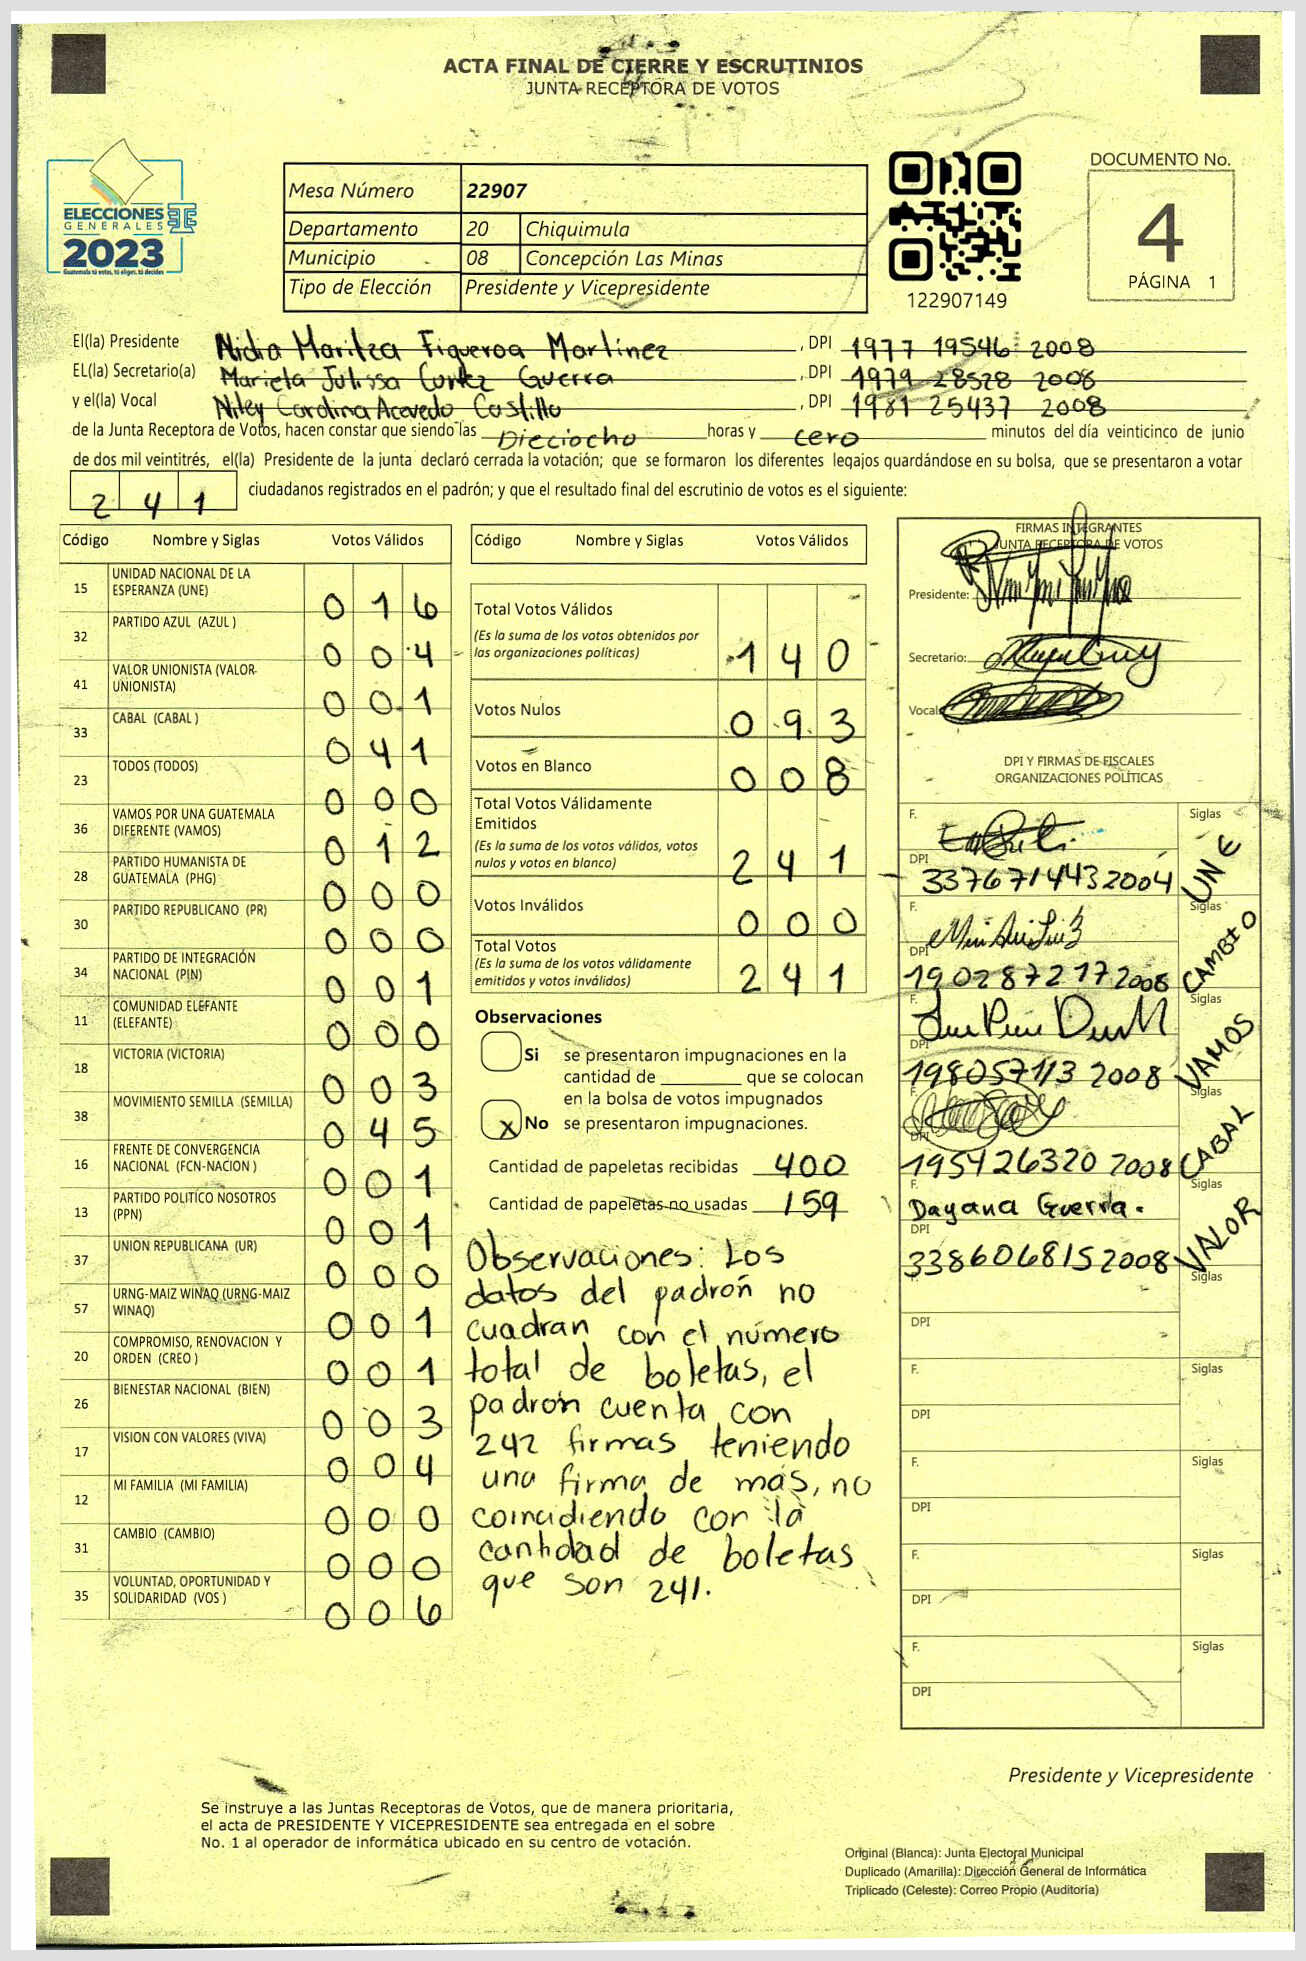 ACTA FINAL DE CIERRE Y ESCRUTINIOS
JUNTA RECEPTORA DE VOTOS
ELECCIONES
GENERALES
2023
Guatemala tú votas, tú eliges, tú decides
Mesa Número 22907
Departamento 20 Chiquimula
Municipio 08 Concepción Las Minas
Tipo de Elección Presidente y Vicepresidente
122907149
DOCUMENTO No.
4
PÁGINA 1
El(la) Presidente Nidia Maritza Figueroa Martínez , DPI 1977 19546 2008
EL(la) Secretario(a) Mariela Julissa Cortez Guerra , DPI 1979 28528 2008
y el(la) Vocal Niley Carolina Acevedo Castillo , DPI 1981 25437 2008
de la Junta Receptora de Votos, hacen constar que siendo las Dieciocho horas y cero minutos del día veinticinco de junio
de dos mil veintitrés, el(la) Presidente de la junta declaró cerrada la votación; que se formaron los diferentes legajos guardándose en su bolsa, que se presentaron a votar
2 4 1 ciudadanos registrados en el padrón; y que el resultado final del escrutinio de votos es el siguiente:
Código Nombre y Siglas Votos Válidos
15 UNIDAD NACIONAL DE LA
ESPERANZA (UNE) 0 1 6
32 PARTIDO AZUL (AZUL ) 0 0 4
41 VALOR UNIONISTA (VALOR-
UNIONISTA) 0 0 1
33 CABAL (CABAL ) 0 4 1
23 TODOS (TODOS) 0 0 0
36 VAMOS POR UNA GUATEMALA
DIFERENTE (VAMOS) 0 1 2
28 PARTIDO HUMANISTA DE
GUATEMALA (PHG) 0 0 0
30 PARTIDO REPUBLICANO (PR) 0 0 0
34 PARTIDO DE INTEGRACIÓN
NACIONAL (PIN) 0 0 1
11 COMUNIDAD ELEFANTE
(ELEFANTE) 0 0 0
18 VICTORIA (VICTORIA) 0 0 3
38 MOVIMIENTO SEMILLA (SEMILLA) 0 4 5
16 FRENTE DE CONVERGENCIA
NACIONAL (FCN-NACION ) 0 0 1
13 PARTIDO POLITICO NOSOTROS
(PPN) 0 0 1
37 UNION REPUBLICANA (UR) 0 0 0
57 URNG-MAIZ WINAQ (URNG-MAIZ
WINAQ) 0 0 1
20 COMPROMISO, RENOVACION Y
ORDEN (CREO ) 0 0 1
26 BIENESTAR NACIONAL (BIEN) 0 0 3
17 VISION CON VALORES (VIVA) 0 0 4
12 MI FAMILIA (MI FAMILIA) 0 0 0
31 CAMBIO (CAMBIO) 0 0 0
35 VOLUNTAD, OPORTUNIDAD Y
SOLIDARIDAD (VOS ) 0 0 6
Código Nombre y Siglas Votos Válidos
Total Votos Válidos
(Es la suma de los votos obtenidos por
las organizaciones políticas) 1 4 0
Votos Nulos 0 9 3
Votos en Blanco 0 0 8
Total Votos Válidamente
Emitidos
(Es la suma de los votos válidos, votos
nulos y votos en blanco) 2 4 1
Votos Inválidos 0 0 0
Total Votos
(Es la suma de los votos válidamente
emitidos y votos inválidos) 2 4 1
Observaciones
Si se presentaron impugnaciones en la
cantidad de ________ que se colocan
en la bolsa de votos impugnados
x No se presentaron impugnaciones.
Cantidad de papeletas recibidas 400
Cantidad de papeletas no usadas 159
Observaciones: Los
datos del padrón no
cuadran con el número
total de boletas, el
padrón cuenta con
242 firmas teniendo
una firma de más, no
coincidiendo con la
cantidad de boletas
que son 241.
FIRMAS INTEGRANTES
JUNTA RECEPTORA DE VOTOS
Presidente:
Secretario:
Vocal
DPI Y FIRMAS DE FISCALES
ORGANIZACIONES POLÍTICAS
F. Siglas
DPI 3376714432004 UNE
F. Siglas
DPI 1902872172008 CAMBIO
F. Siglas
DPI 198057113 2008 VAMOS
F. Siglas
DPI 195426320 2008 CABAL
F. Dayana Guerra. Siglas
DPI 3386068152008 VALOR
F. Siglas
DPI
F. Siglas
DPI
F. Siglas
DPI
F. Siglas
DPI
F. Siglas
DPI
Presidente y Vicepresidente
Se instruye a las Juntas Receptoras de Votos, que de manera prioritaria,
el acta de PRESIDENTE Y VICEPRESIDENTE sea entregada en el sobre
No. 1 al operador de informática ubicado en su centro de votación.
Original (Blanca): Junta Electoral Municipal
Duplicado (Amarilla): Dirección General de Informática
Triplicado (Celeste): Correo Propio (Auditoría)